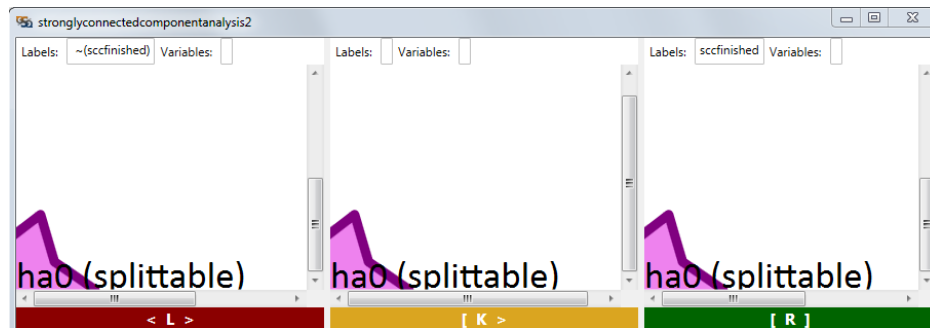 stronglyconnectedcomponentanalysis2
Labels: ~(sccfinished) Variables:
Labels: Variables:
Labels: sccfinished Variables:
ha0 (splittable)
ha0 (splittable)
ha0 (splittable)
< L >
[ K >
[ R ]